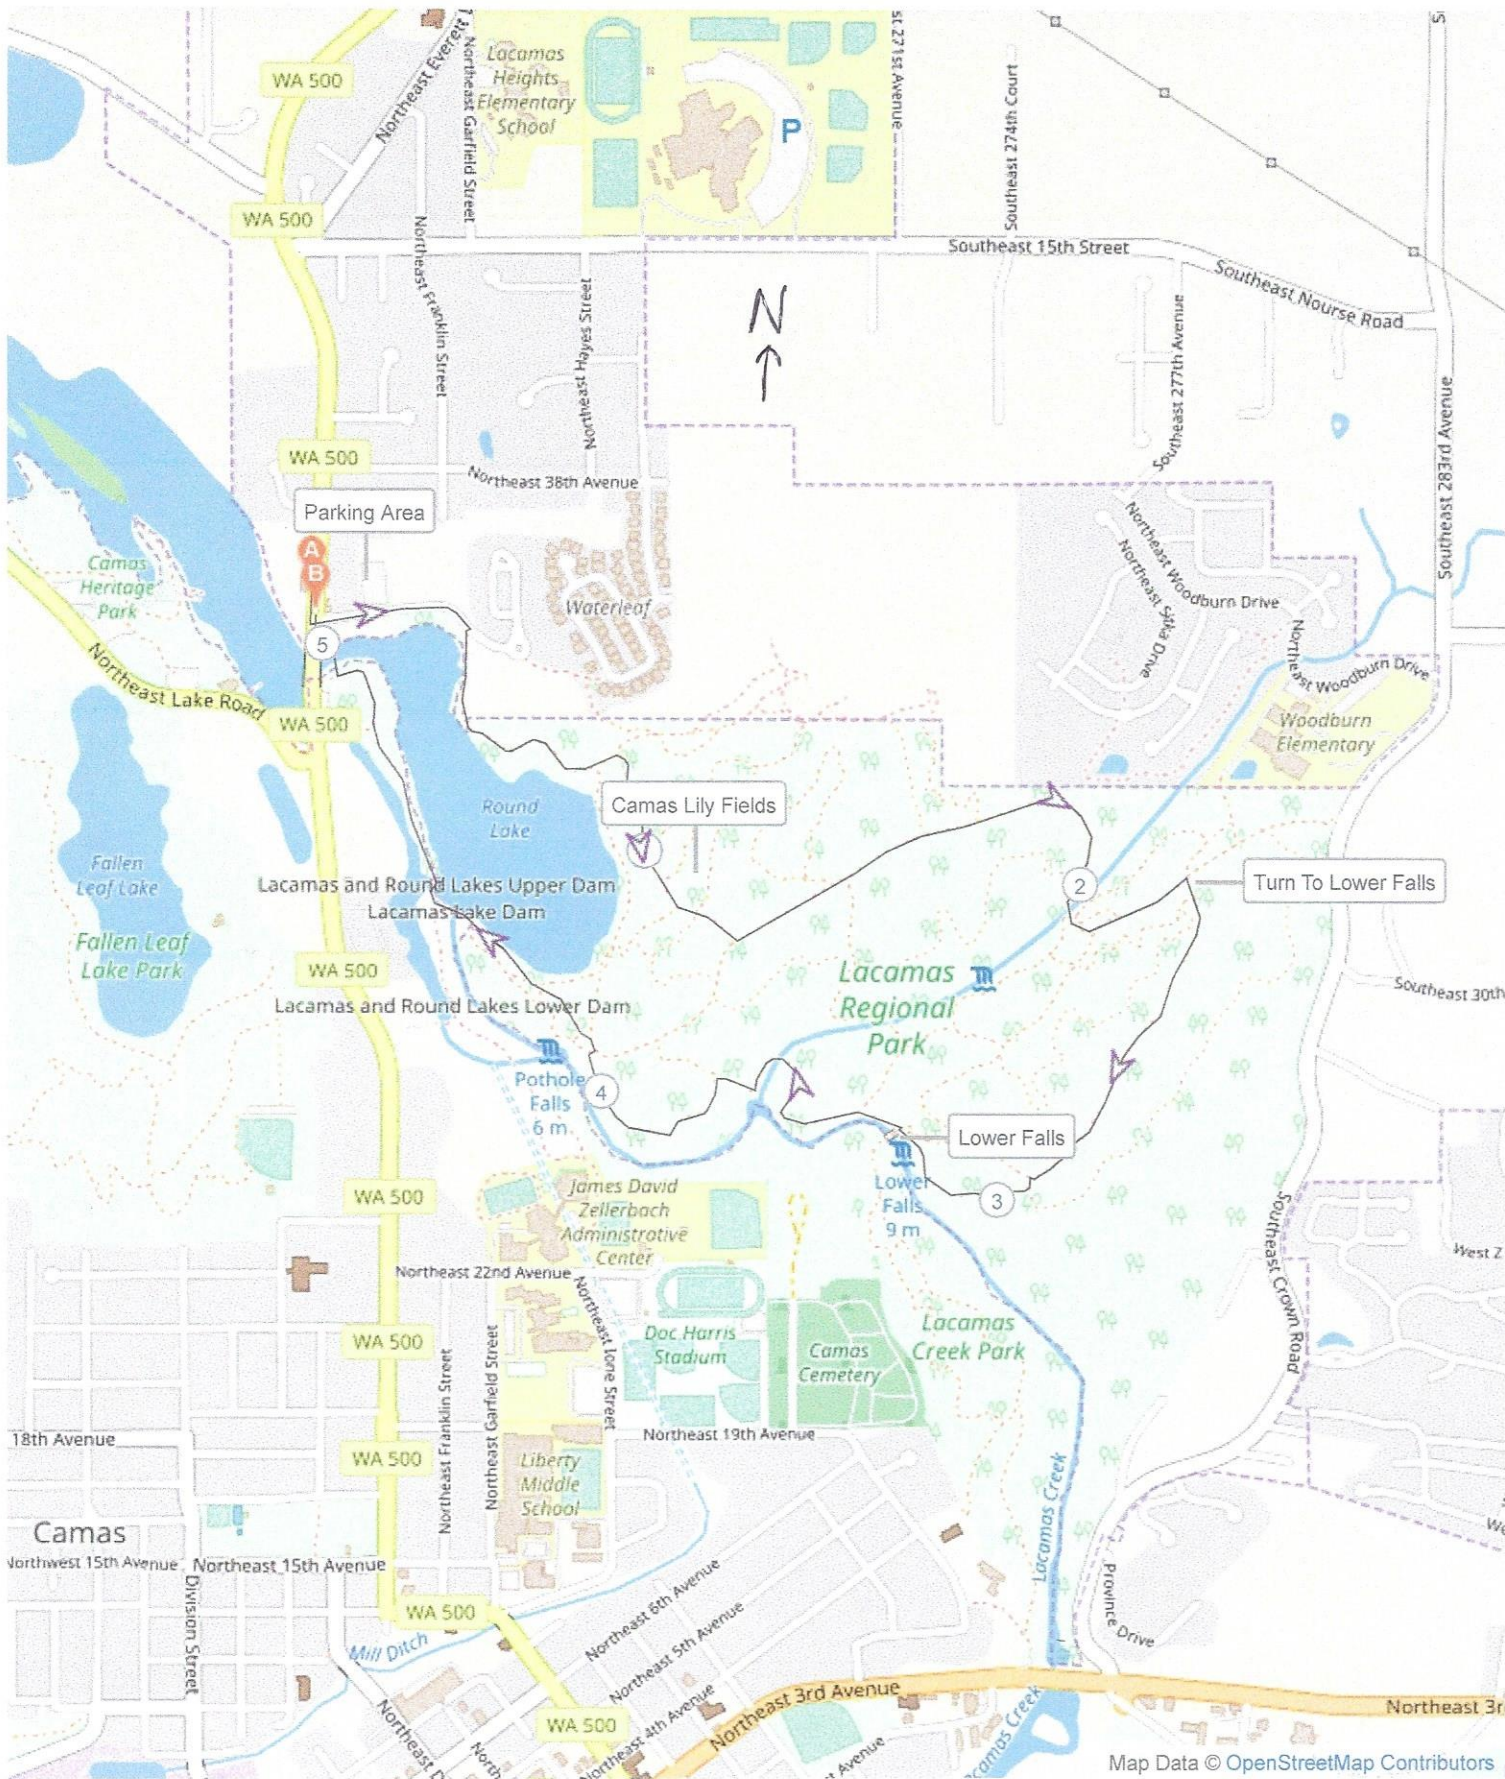 WA 500
Northeast Everett
Northeast Garfield Street
Lacamas
Heights
Elementary
School
P
st 271st Avenue
Southeast 274th Court
WA 500
Northeast Franklin Street
Southeast 15th Street
Southeast Nourse Road
N
Northeast Hayes Street
Southeast 277th Avenue
Southeast 283rd Avenue
WA 500
Northeast 38th Avenue
Parking Area
A
B
Camas
Heritage
Park
Waterleaf
Northeast Woodburn Drive
Northeast Sitka Drive
Northeast Woodburn Drive
5
Northeast Lake Road
WA 500
Woodburn
Elementary
Round
Lake
Camas Lily Fields
Fallen
Leaf Lake
Lacamas and Round Lakes Upper Dam
Lacamas Lake Dam
2
Turn To Lower Falls
Fallen Leaf
Lake Park
WA 500
Lacamas
Regional
Park
Southeast 30th
Lacamas and Round Lakes Lower Dam
Pothole
Falls
6 m
4
Lower Falls
Lower
Falls
9 m
3
WA 500
James David
Zellerbach
Administrative
Center
Southeast Crown Road
West Z
Northeast 22nd Avenue
Northeast Ione Street
WA 500
Doc Harris
Stadium
Camas
Cemetery
Lacamas
Creek Park
Northeast Franklin Street
Northeast Garfield Street
18th Avenue
WA 500
Northeast 19th Avenue
Liberty
Middle
School
Lacamas Creek
Camas
Northwest 15th Avenue
Northeast 15th Avenue
We
Division Street
WA 500
Northeast 6th Avenue
Province Drive
Mill Ditch
Northeast 5th Avenue
Northeast 4th Avenue
Northeast 3rd Avenue
Northeast 3r
Northeast D
North
WA 500
t Avenue
acamas Creek
Map Data © OpenStreetMap Contributors